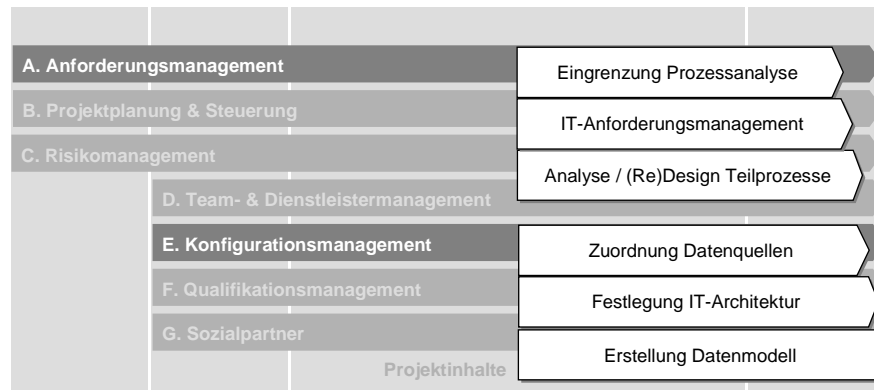 A. Anforderungsmanagement
Eingrenzung Prozessanalyse
B. Projektplanung & Steuerung
IT-Anforderungsmanagement
C. Risikomanagement
Analyse / (Re)Design Teilprozesse
D. Team- & Dienstleistermanagement
E. Konfigurationsmanagement
Zuordnung Datenquellen
F. Qualifikationsmanagement
Festlegung IT-Architektur
G. Sozialpartner
Erstellung Datenmodell
Projektinhalte